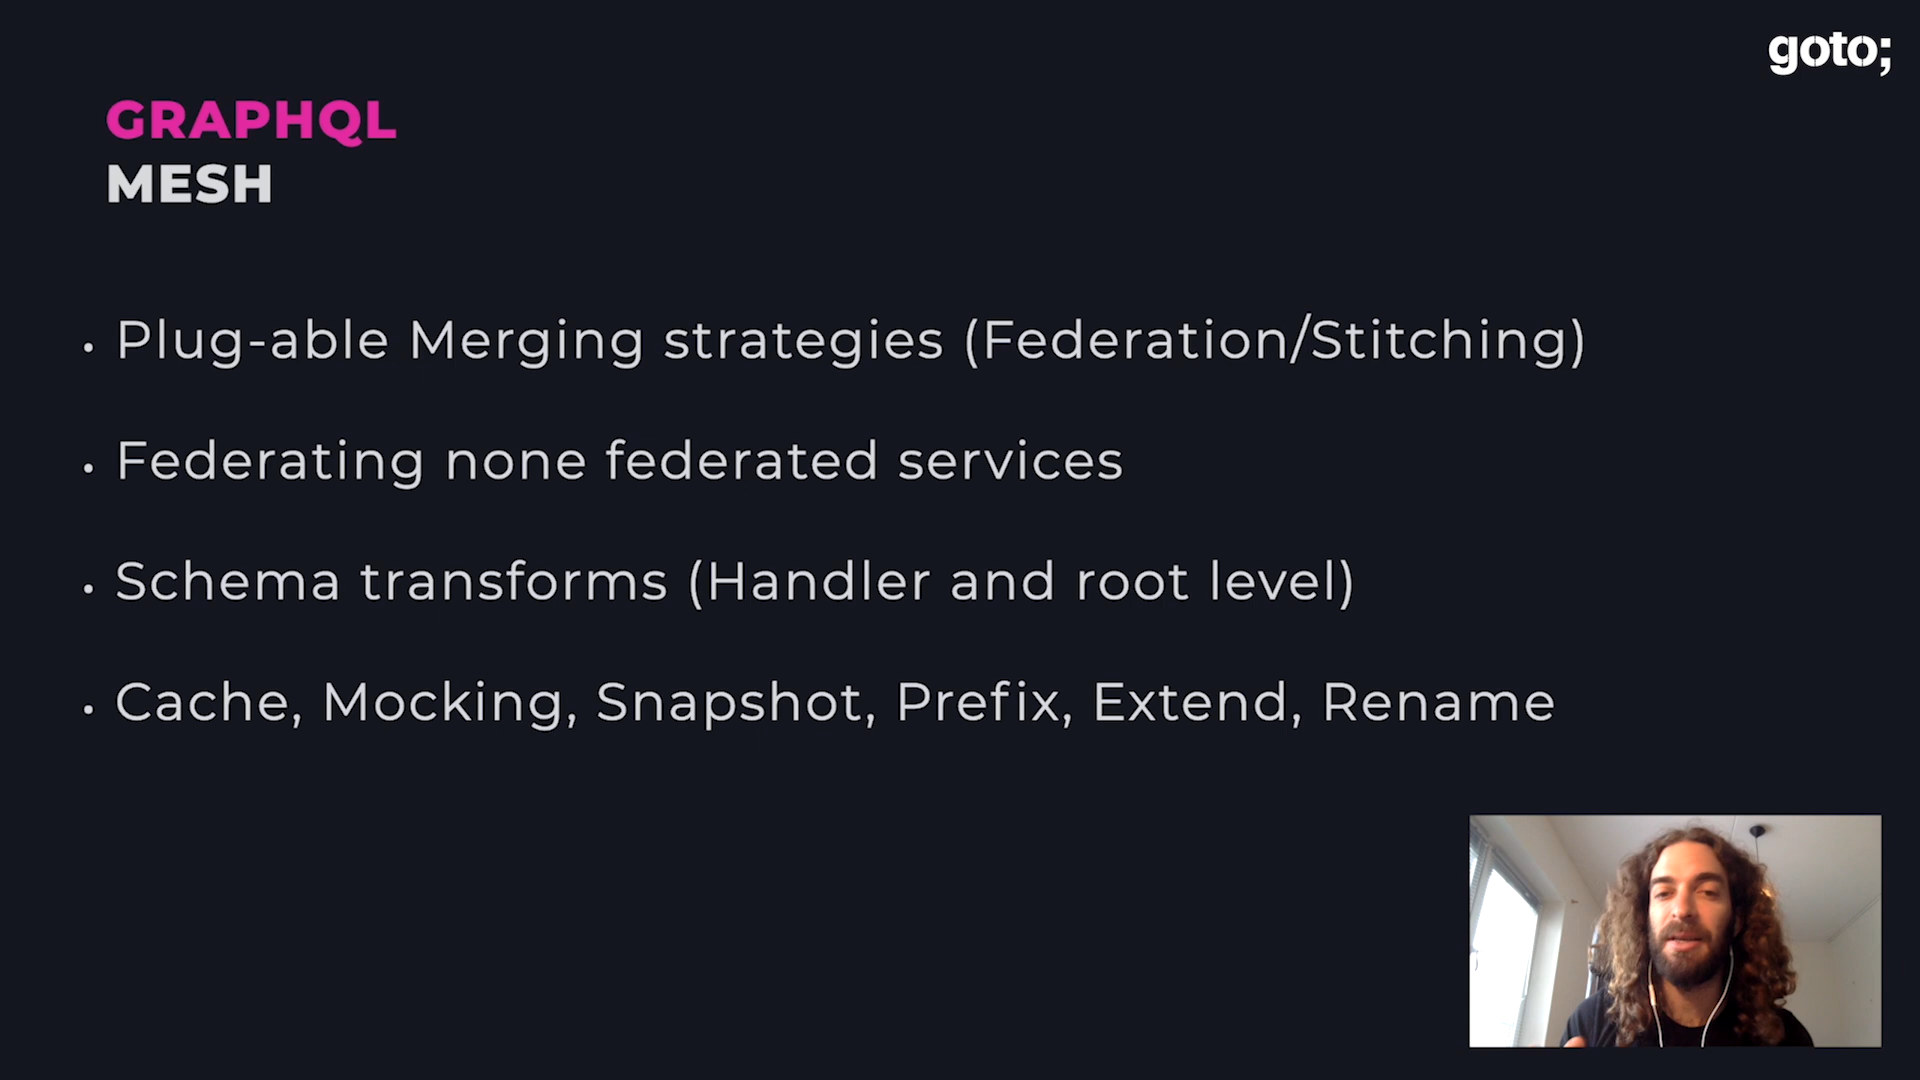 goto;
GRAPHQL
MESH
• Plug-able Merging strategies (Federation/Stitching)
• Federating none federated services
• Schema transforms (Handler and root level)
• Cache, Mocking, Snapshot, Prefix, Extend, Rename